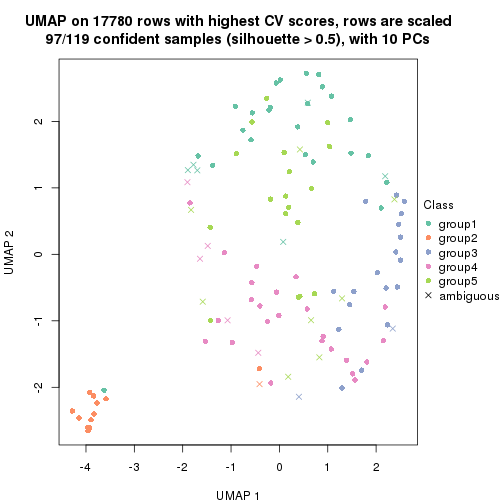 UMAP on 17780 rows with highest CV scores, rows are scaled
97/119 confident samples (silhouette > 0.5), with 10 PCs
2
1
0
-1
-2
UMAP 2
-4
-3
-2
-1
0
1
2
UMAP 1
Class
group1
group2
group3
group4
group5
ambiguous